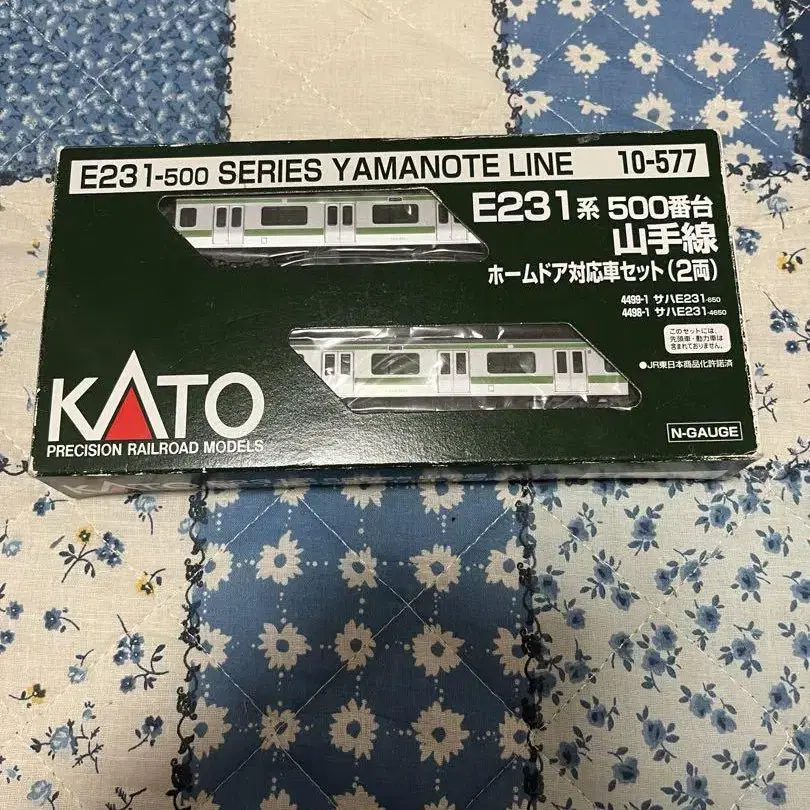 E231-500 SERIES YAMANOTE LINE 10-577
E231系 500番台
山手線
ホームドア対応車セット(2両)
4499-1 サハE231-650
4498-1 サハE231-4650
このセットには、
先頭車・動力車は
含まれておりません。
●JR東日本商品化許諾済
KATO
PRECISION RAILROAD MODELS
N-GAUGE
KATO